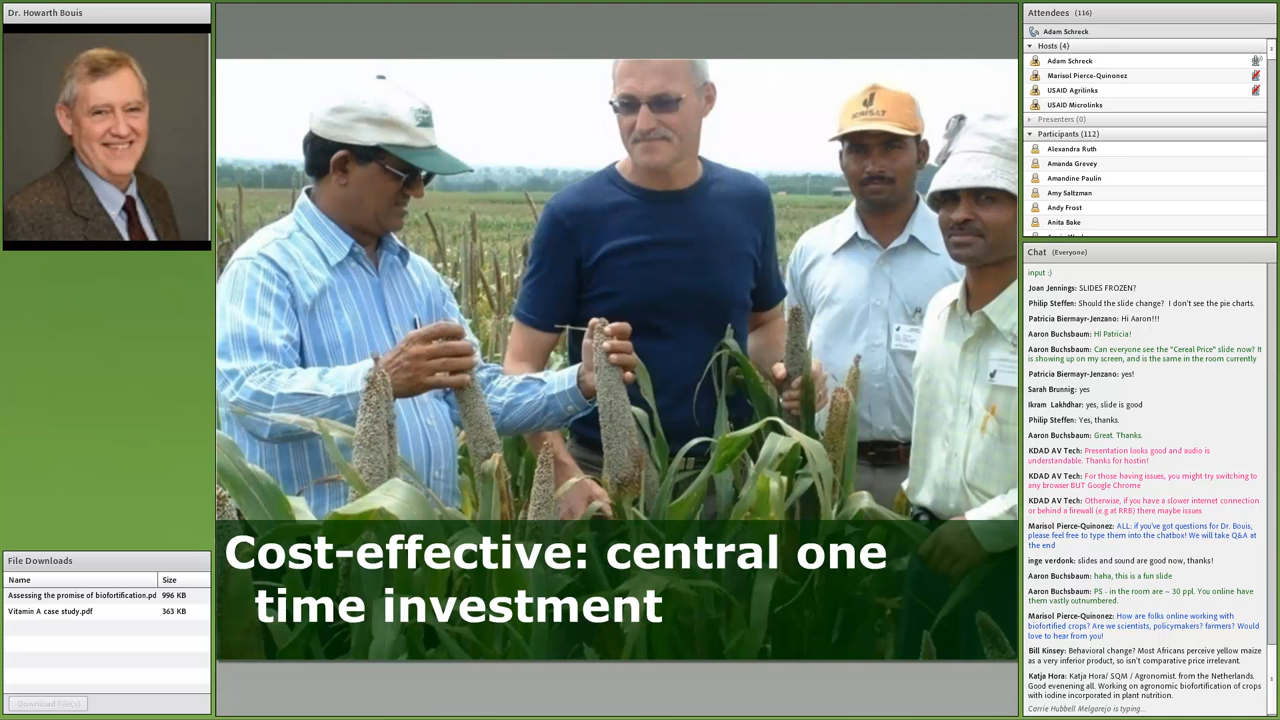 Dr. Howarth Bouis
ICRISAT
Cost-effective: central one
time investment
File Downloads
Name Size
Assessing the promise of biofortification.pd 996 KB
Vitamin A case study.pdf 363 KB
Download File(s)
Attendees (116)
Adam Schreck
Hosts (4)
Adam Schreck
Marisol Pierce-Quinonez
USAID Agrilinks
USAID Microlinks
Presenters (0)
Participants (112)
Alexandra Ruth
Amanda Grevey
Amandine Paulin
Amy Saltzman
Andy Frost
Anita Bake
Chat (Everyone)
input :)
Joan Jennings: SLIDES FROZEN?
Philip Steffen: Should the slide change? I don't see the pie charts.
Patricia Biermayr-Jenzano: Hi Aaron!!!
Aaron Buchsbaum: HI Patricia!
Aaron Buchsbaum: Can everyone see the "Cereal Price" slide now? It
is showing up on my screen, and is the same in the room currently
Patricia Biermayr-Jenzano: yes!
Sarah Brunnig: yes
Ikram Lakhdhar: yes, slide is good
Philip Steffen: Yes, thanks.
Aaron Buchsbaum: Great. Thanks.
KDAD AV Tech: Presentation looks good and audio is
understandable. Thanks for hostin!
KDAD AV Tech: For those having issues, you might try switching to
any browser BUT Google Chrome
KDAD AV Tech: Otherwise, if you have a slower internet connection
or behind a firewall (e.g at RRB) there maybe issues
Marisol Pierce-Quinonez: ALL: if you've got questions for Dr. Bouis,
please feel free to type them into the chatbox! We will take Q&A at
the end
inge verdonk: slides and sound are good now, thanks!
Aaron Buchsbaum: haha, this is a fun slide
Aaron Buchsbaum: PS - in the room are ~ 30 ppl. You online have
them vastly outnumbered.
Marisol Pierce-Quinonez: How are folks online working with
biofortified crops? Are we scientists, policymakers? farmers? Would
love to hear from you!
Bill Kinsey: Behavioral change? Most Africans perceive yellow maize
as a very inferior product, so isn't comparative price irrelevant.
Katja Hora: Katja Hora/ SQM / Agronomist. from the Netherlands.
Good evenening all. Working on agronomic biofortification of crops
with iodine incorporated in plant nutrition.
Carrie Hubbell Melgarejo is typing...